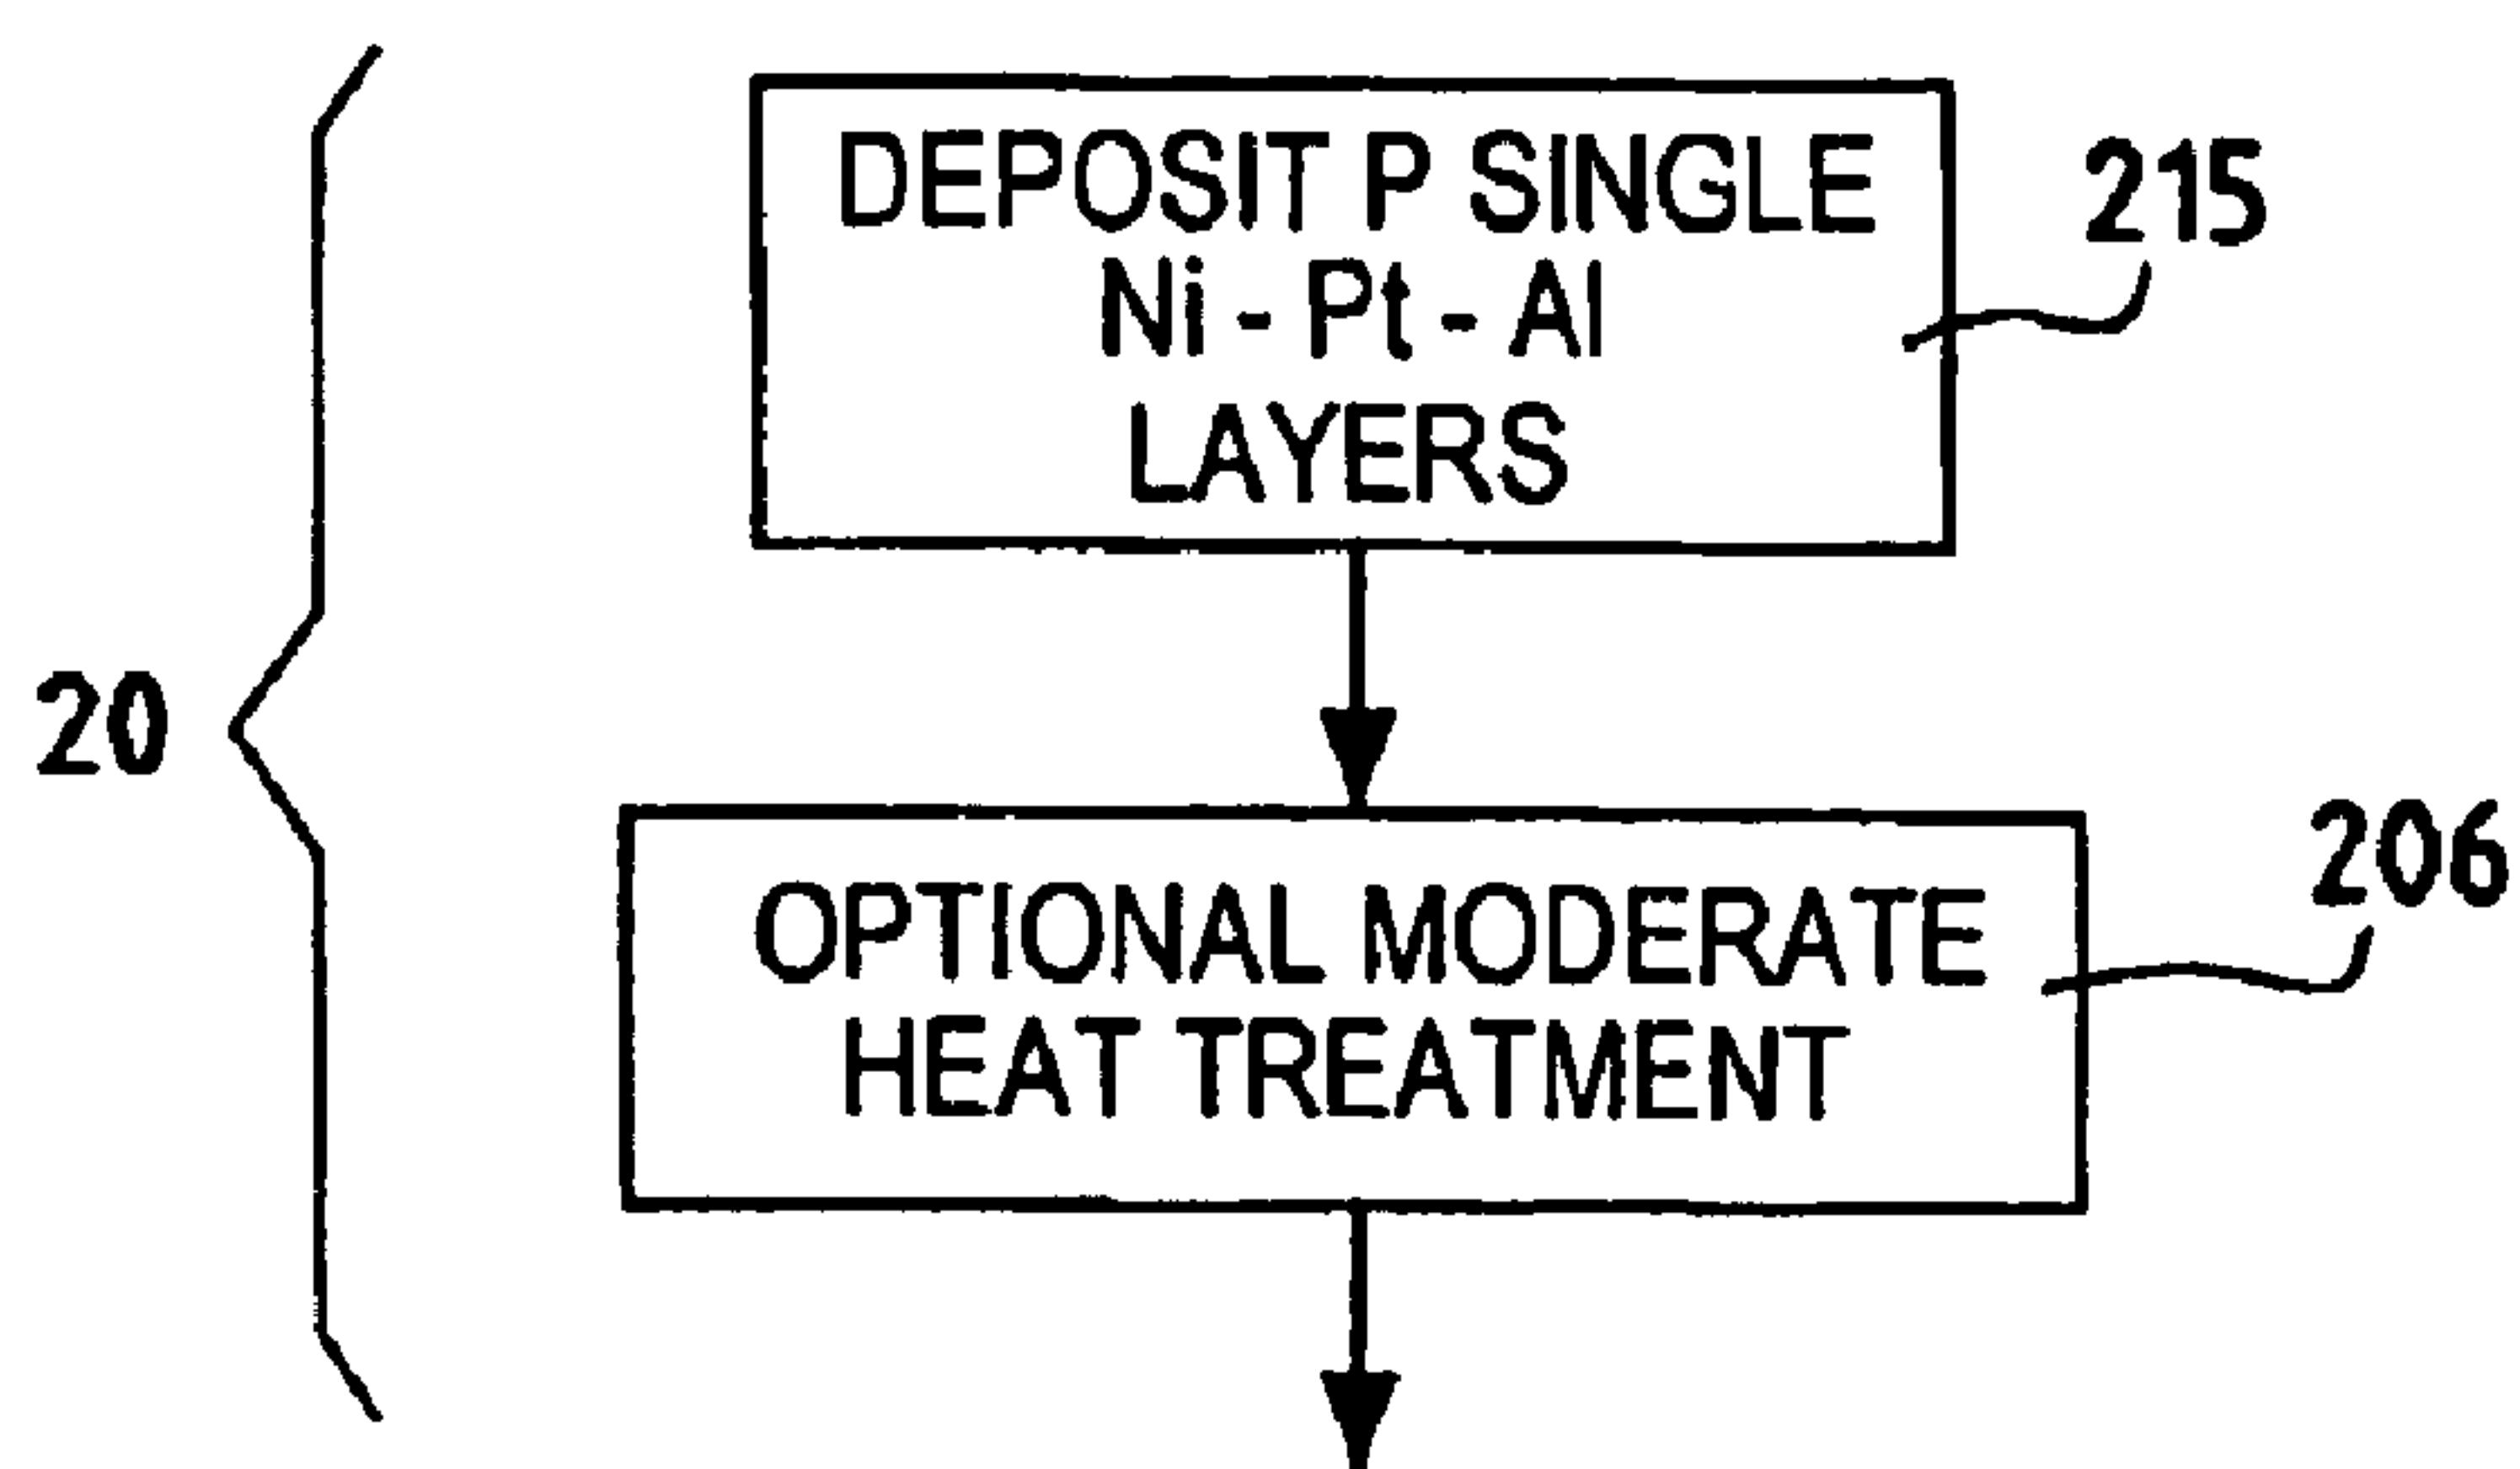 DEPOSIT P SINGLE
Ni - Pt - Al
LAYERS
215
20
OPTIONAL MODERATE
HEAT TREATMENT
206